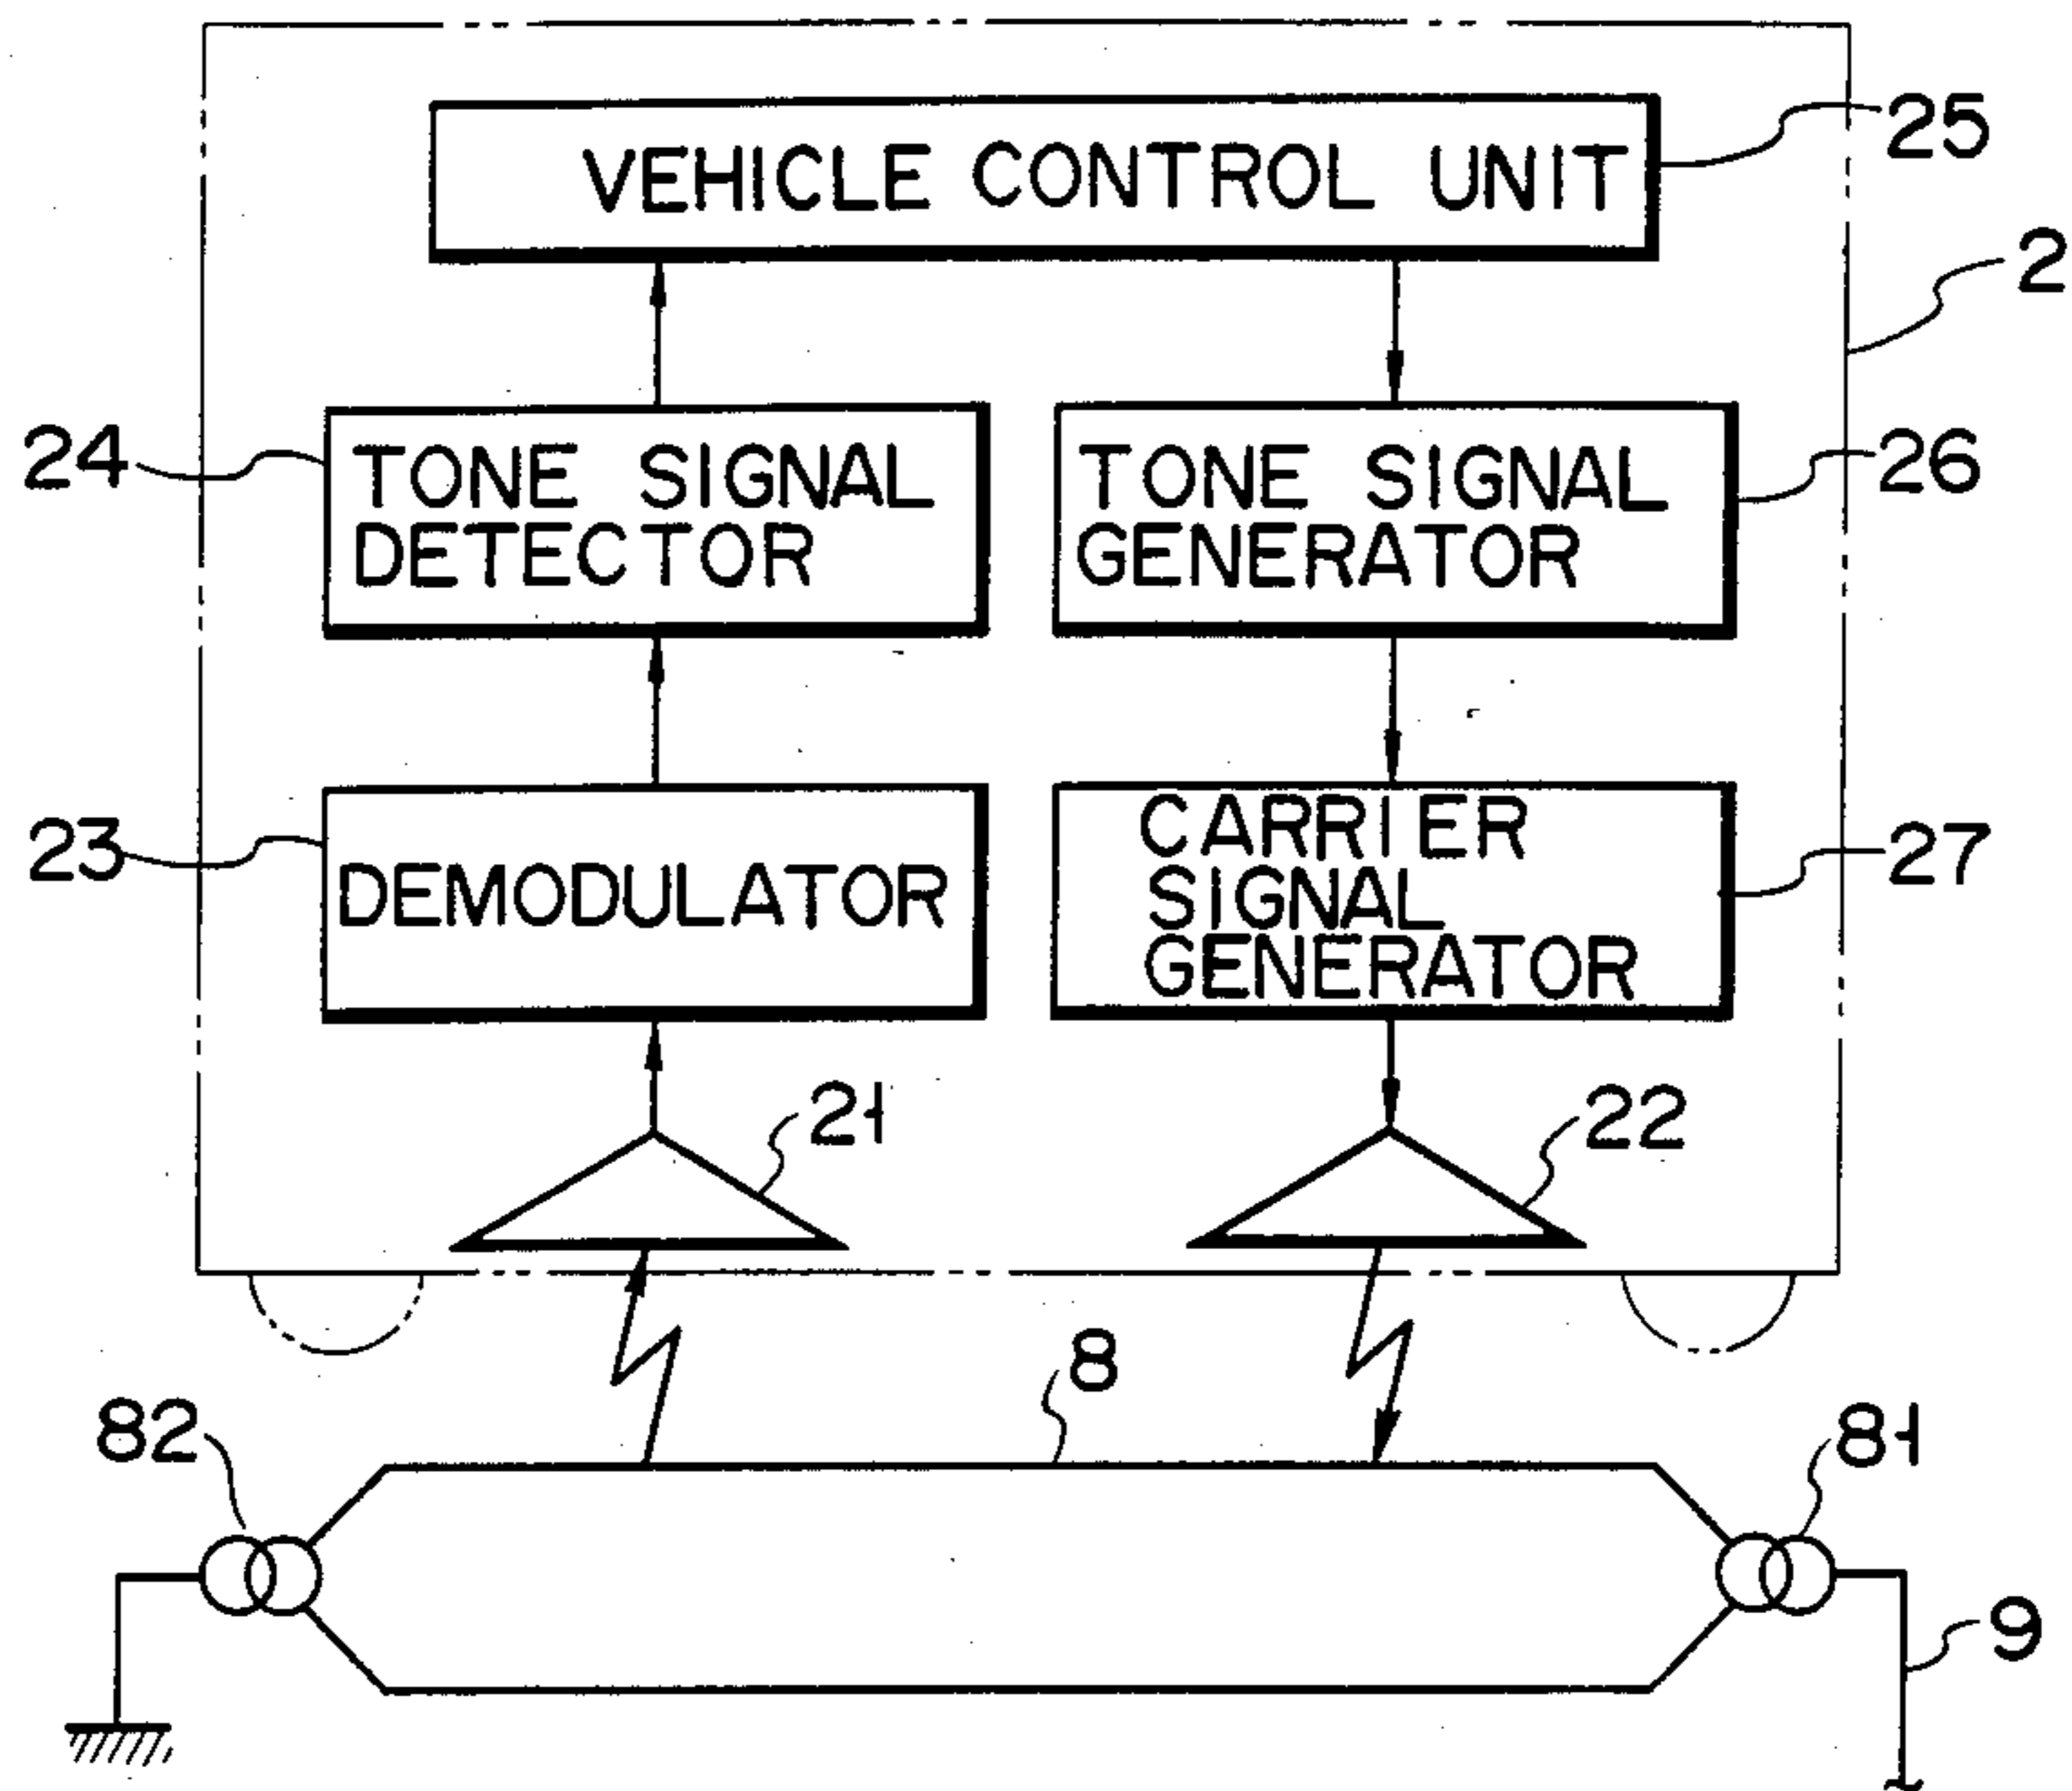 VEHICLE CONTROL UNIT
25
2
24
TONE SIGNAL
DETECTOR
TONE SIGNAL
GENERATOR
26
23
DEMODULATOR
CARRIER
SIGNAL
GENERATOR
27
21
22
8
82
81
9